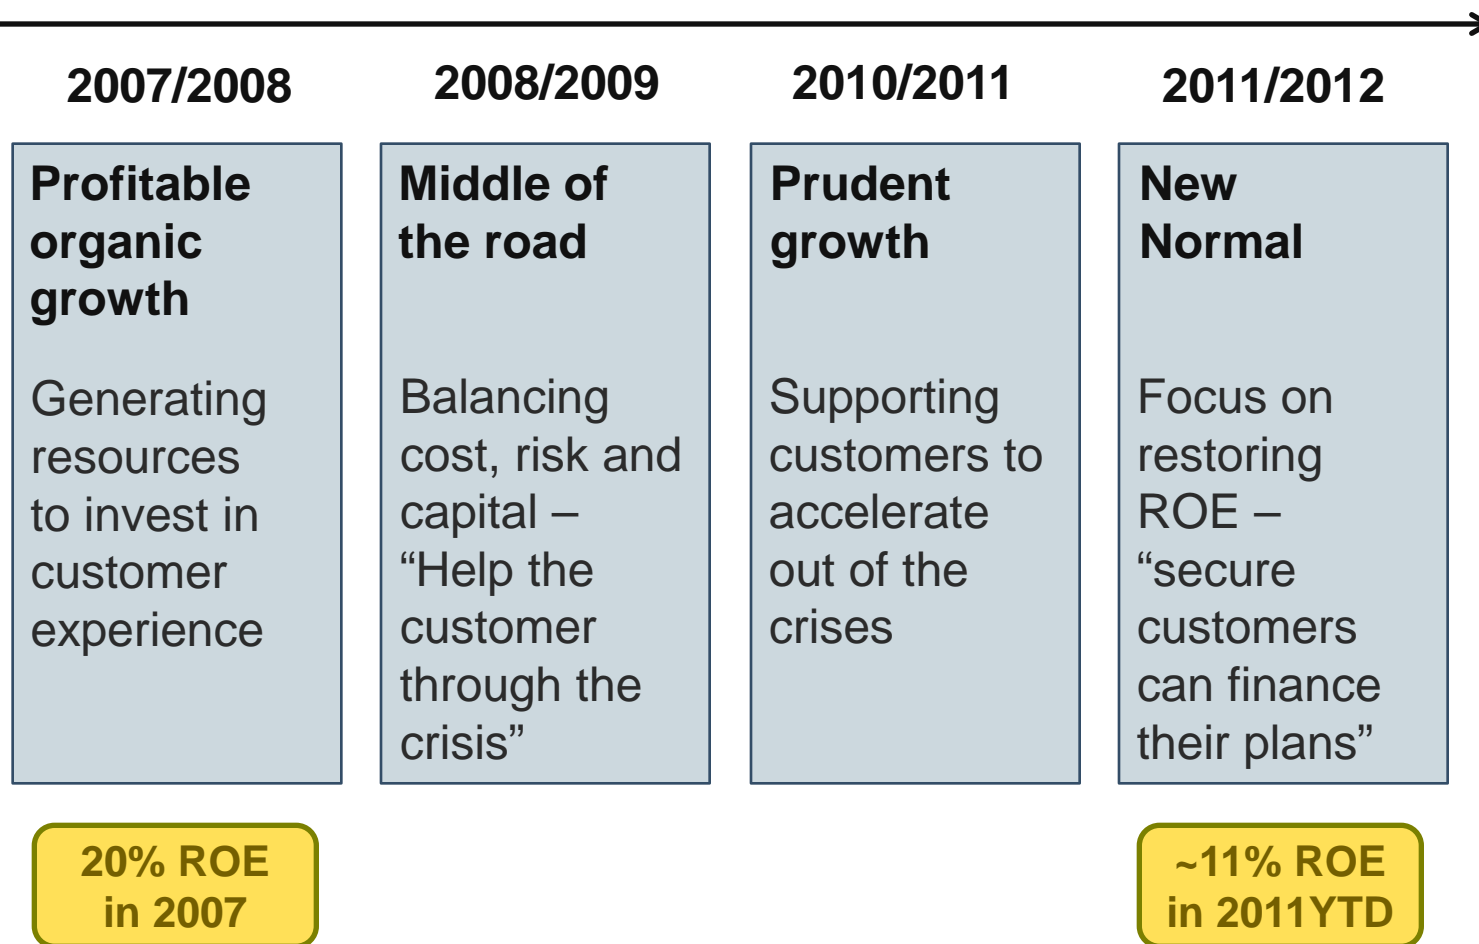 2007/2008
2008/2009
2010/2011
2011/2012
Profitable
organic
growth
Generating
resources
to invest in
customer
experience
Middle of
the road
Balancing
cost, risk and
capital –
“Help the
customer
through the
crisis”
Prudent
growth
Supporting
customers to
accelerate
out of the
crises
New
Normal
Focus on
restoring
ROE –
“secure
customers
can finance
their plans”
20% ROE
in 2007
~11% ROE
in 2011YTD